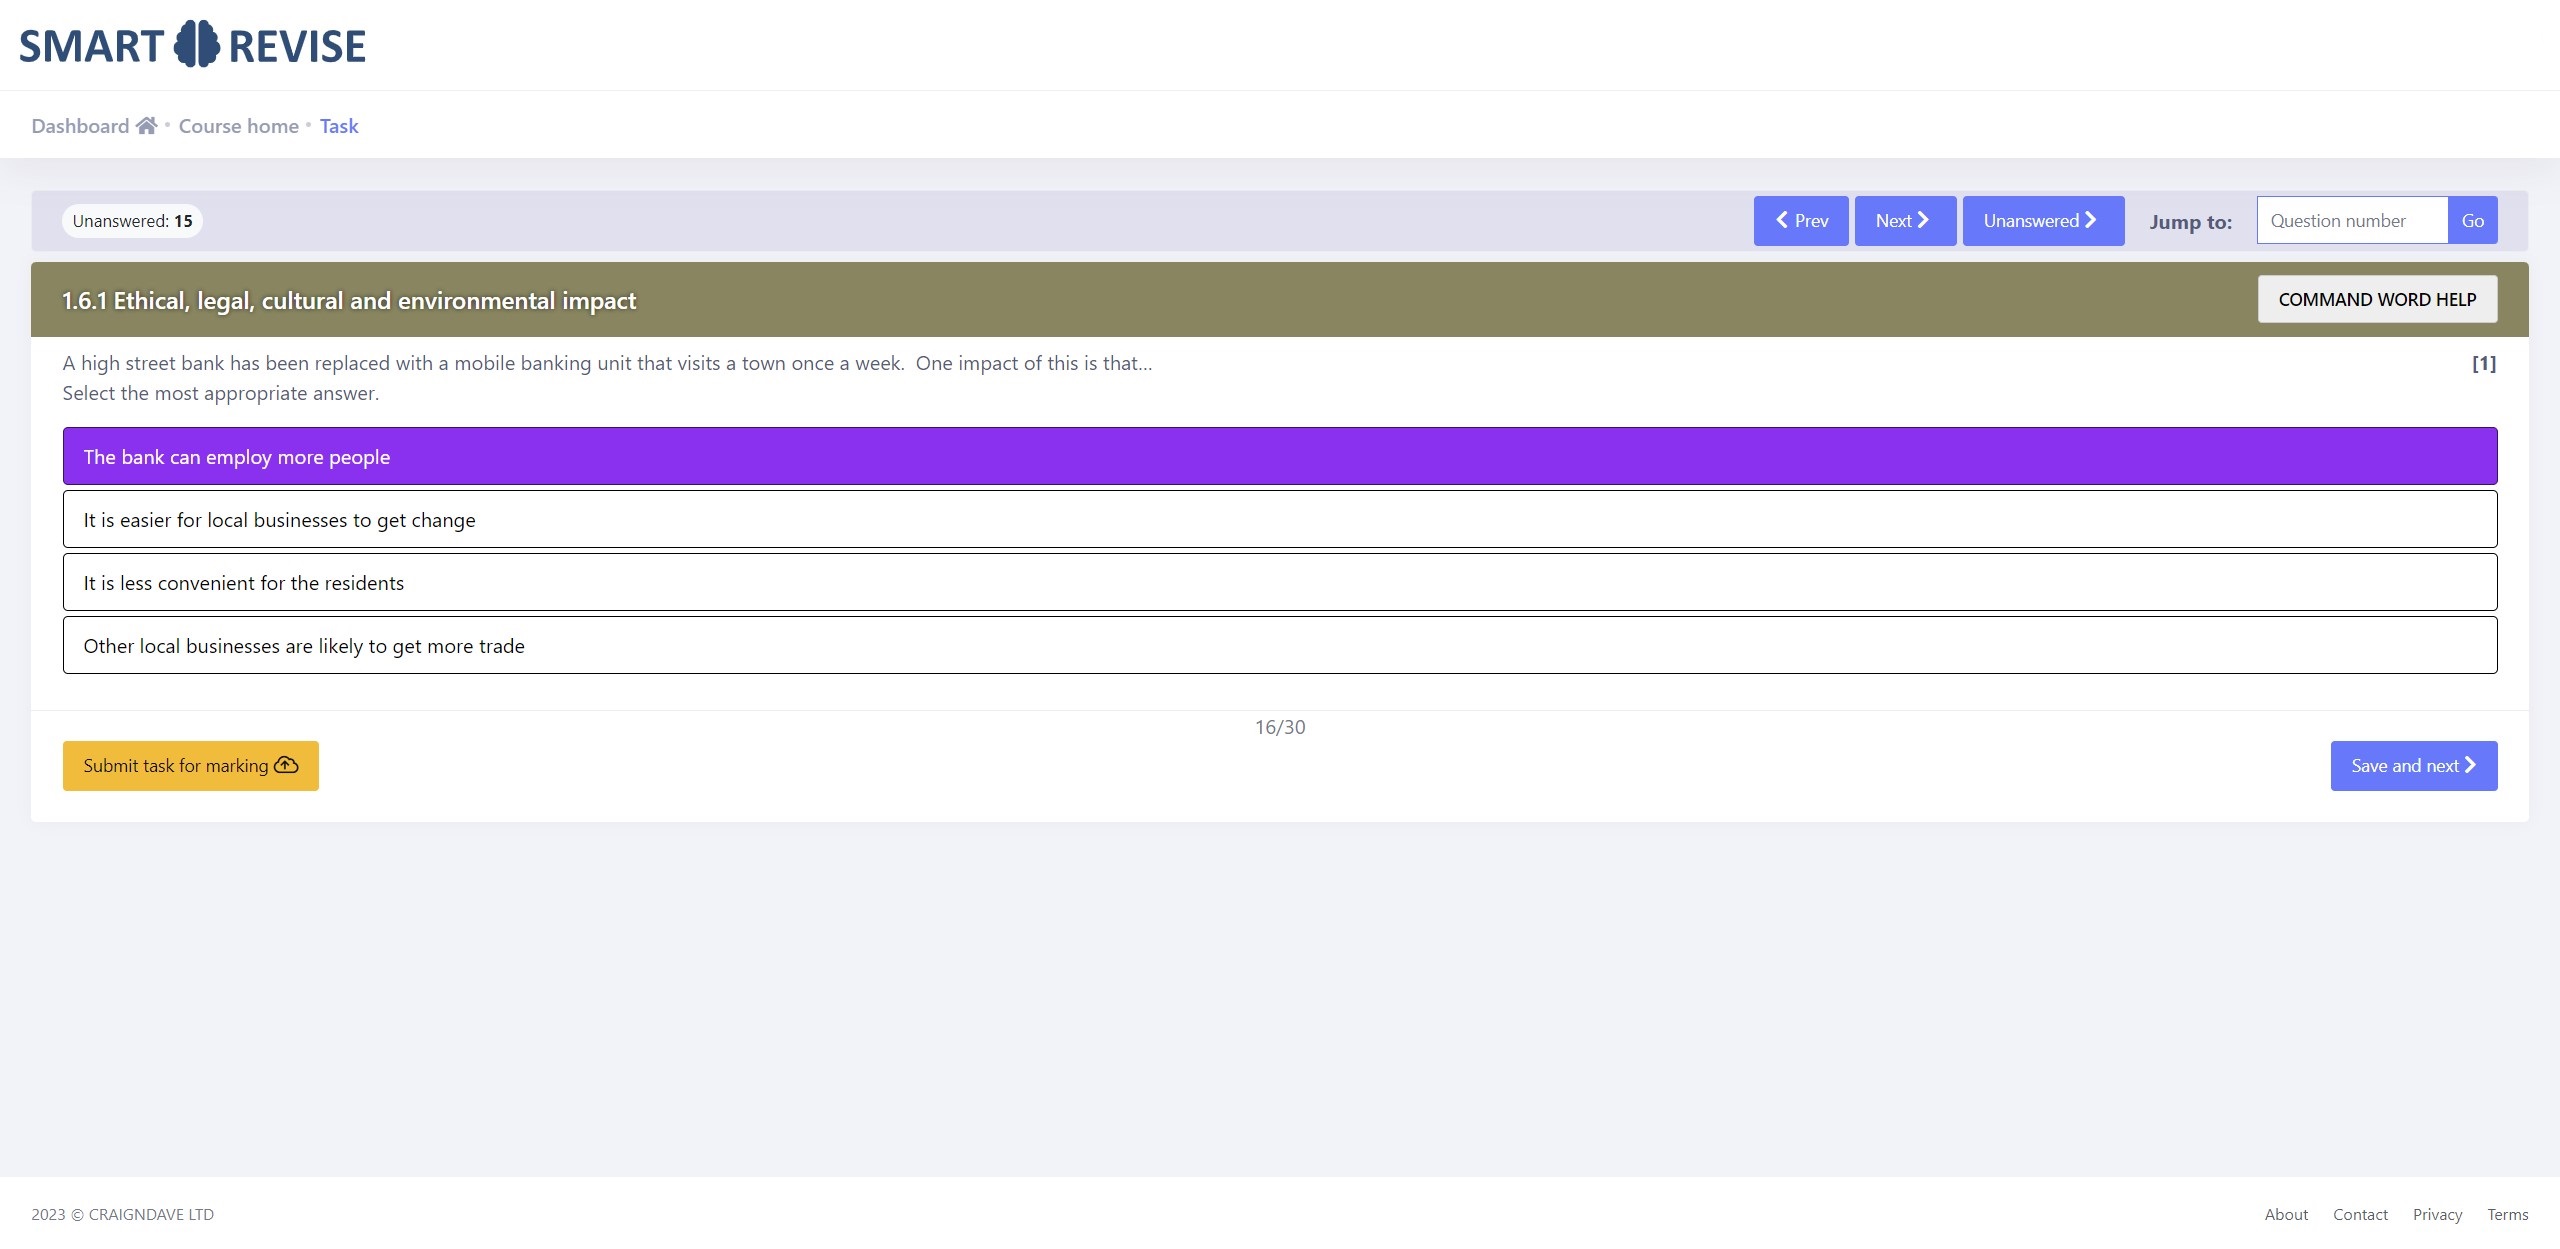 SMART REVISE
Dashboard • Course home • Task
Unanswered: 15
Prev
Next
Unanswered
Jump to:
Question number
Go
1.6.1 Ethical, legal, cultural and environmental impact
COMMAND WORD HELP
A high street bank has been replaced with a mobile banking unit that visits a town once a week.  One impact of this is that...
[1]
Select the most appropriate answer.
The bank can employ more people
It is easier for local businesses to get change
It is less convenient for the residents
Other local businesses are likely to get more trade
16/30
Submit task for marking
Save and next
2023 © CRAIGNDAVE LTD
About
Contact
Privacy
Terms